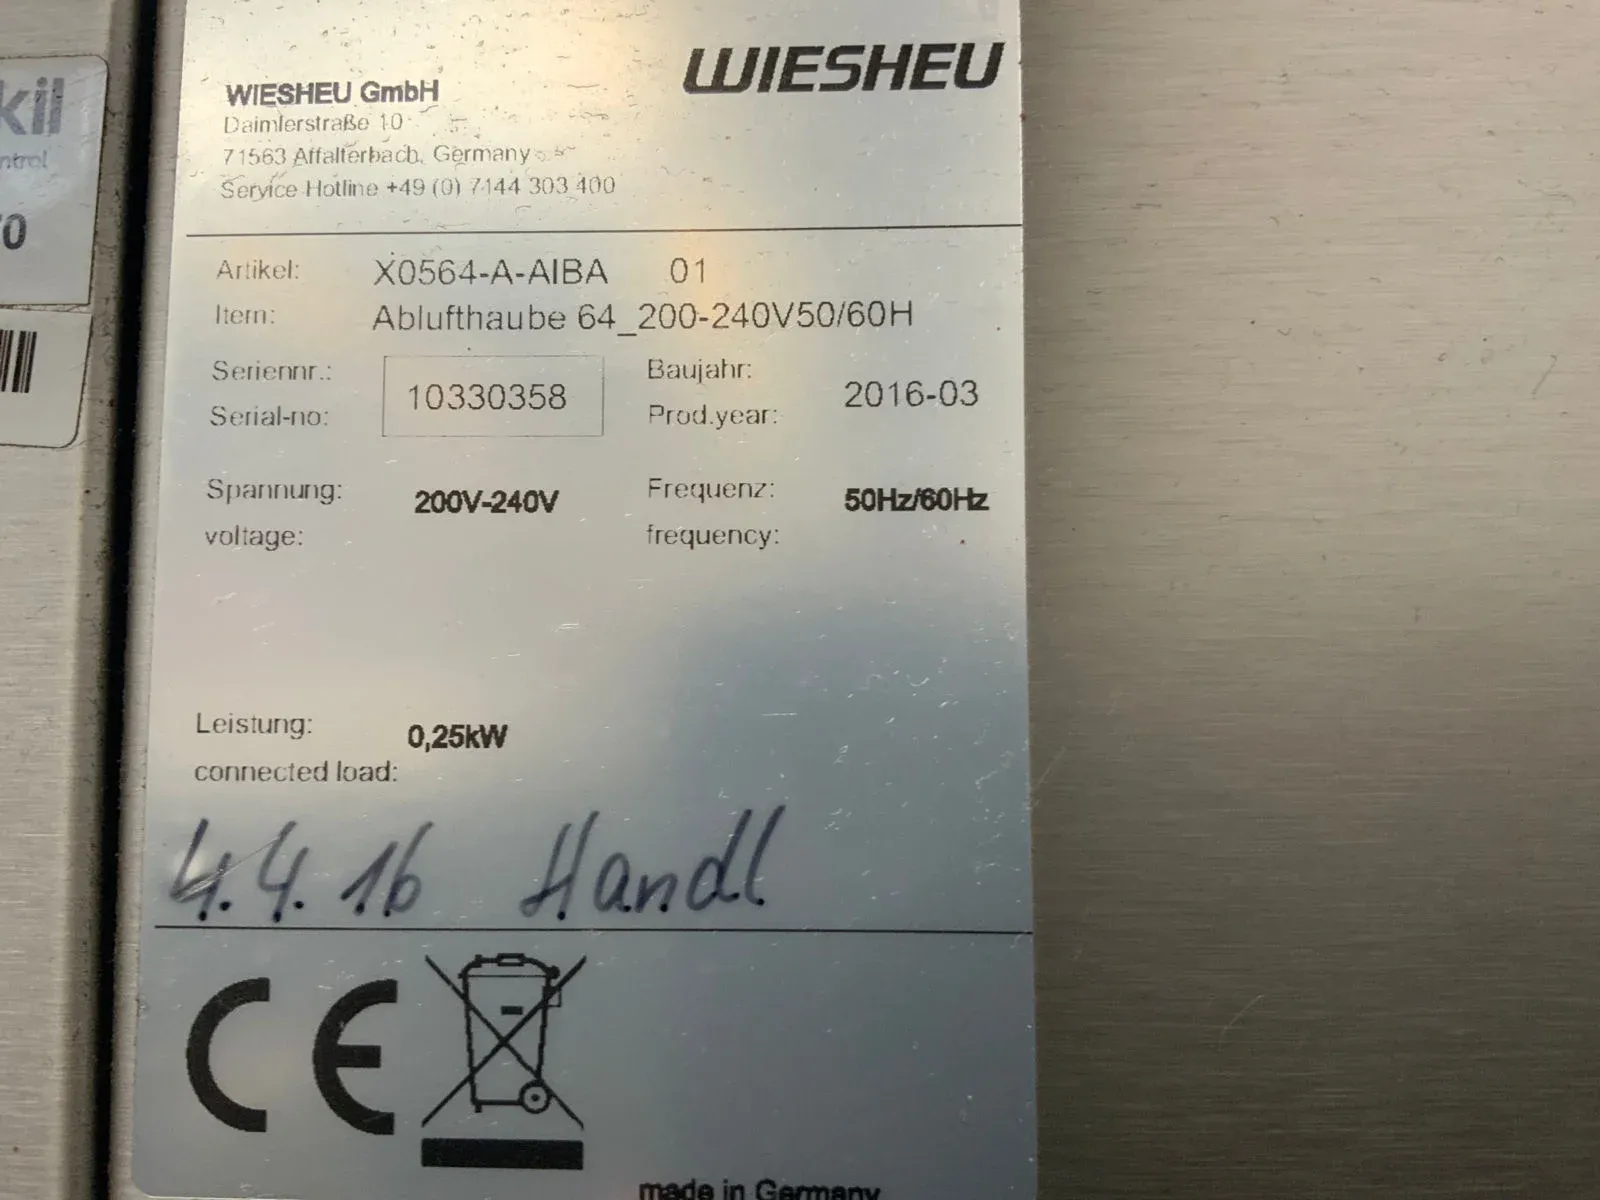 WIESHEU
WIESHEU GmbH
Daimlerstraße 10
71563 Affalterbach, Germany
Service Hotline +49 (0) 7144 303 400
Artikel: X0564-A-AIBA 01
Item: Ablufthaube 64_200-240V50/60H
Seriennr.:
Serial-no:
10330358
Baujahr:
Prod.year:
2016-03
Spannung:
voltage:
200V-240V
Frequenz:
frequency:
50Hz/60Hz
Leistung:
connected load:
0,25kW
4.4.16 Handl
CE
made in Germany
kil
ntrol
70